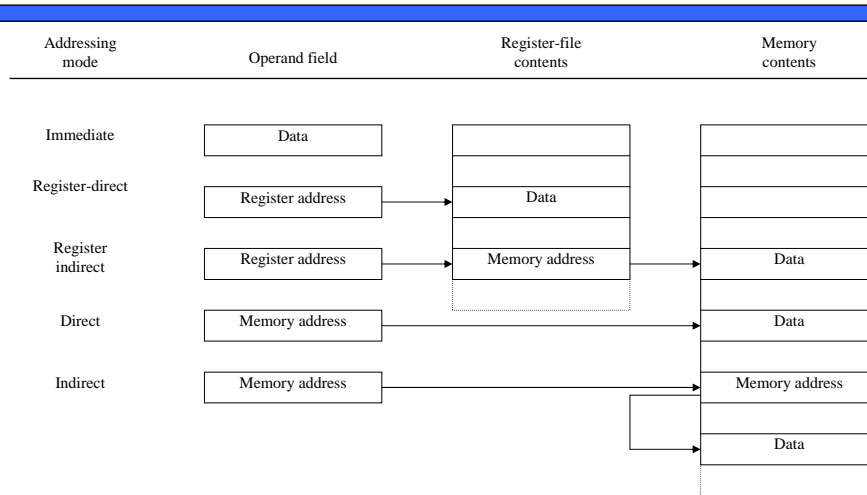 Addressing
mode
Operand field
Register-file
contents
Memory
contents
Immediate
Data
Register-direct
Register address
Data
Register
indirect
Register address
Memory address
Data
Direct
Memory address
Data
Indirect
Memory address
Memory address
Data